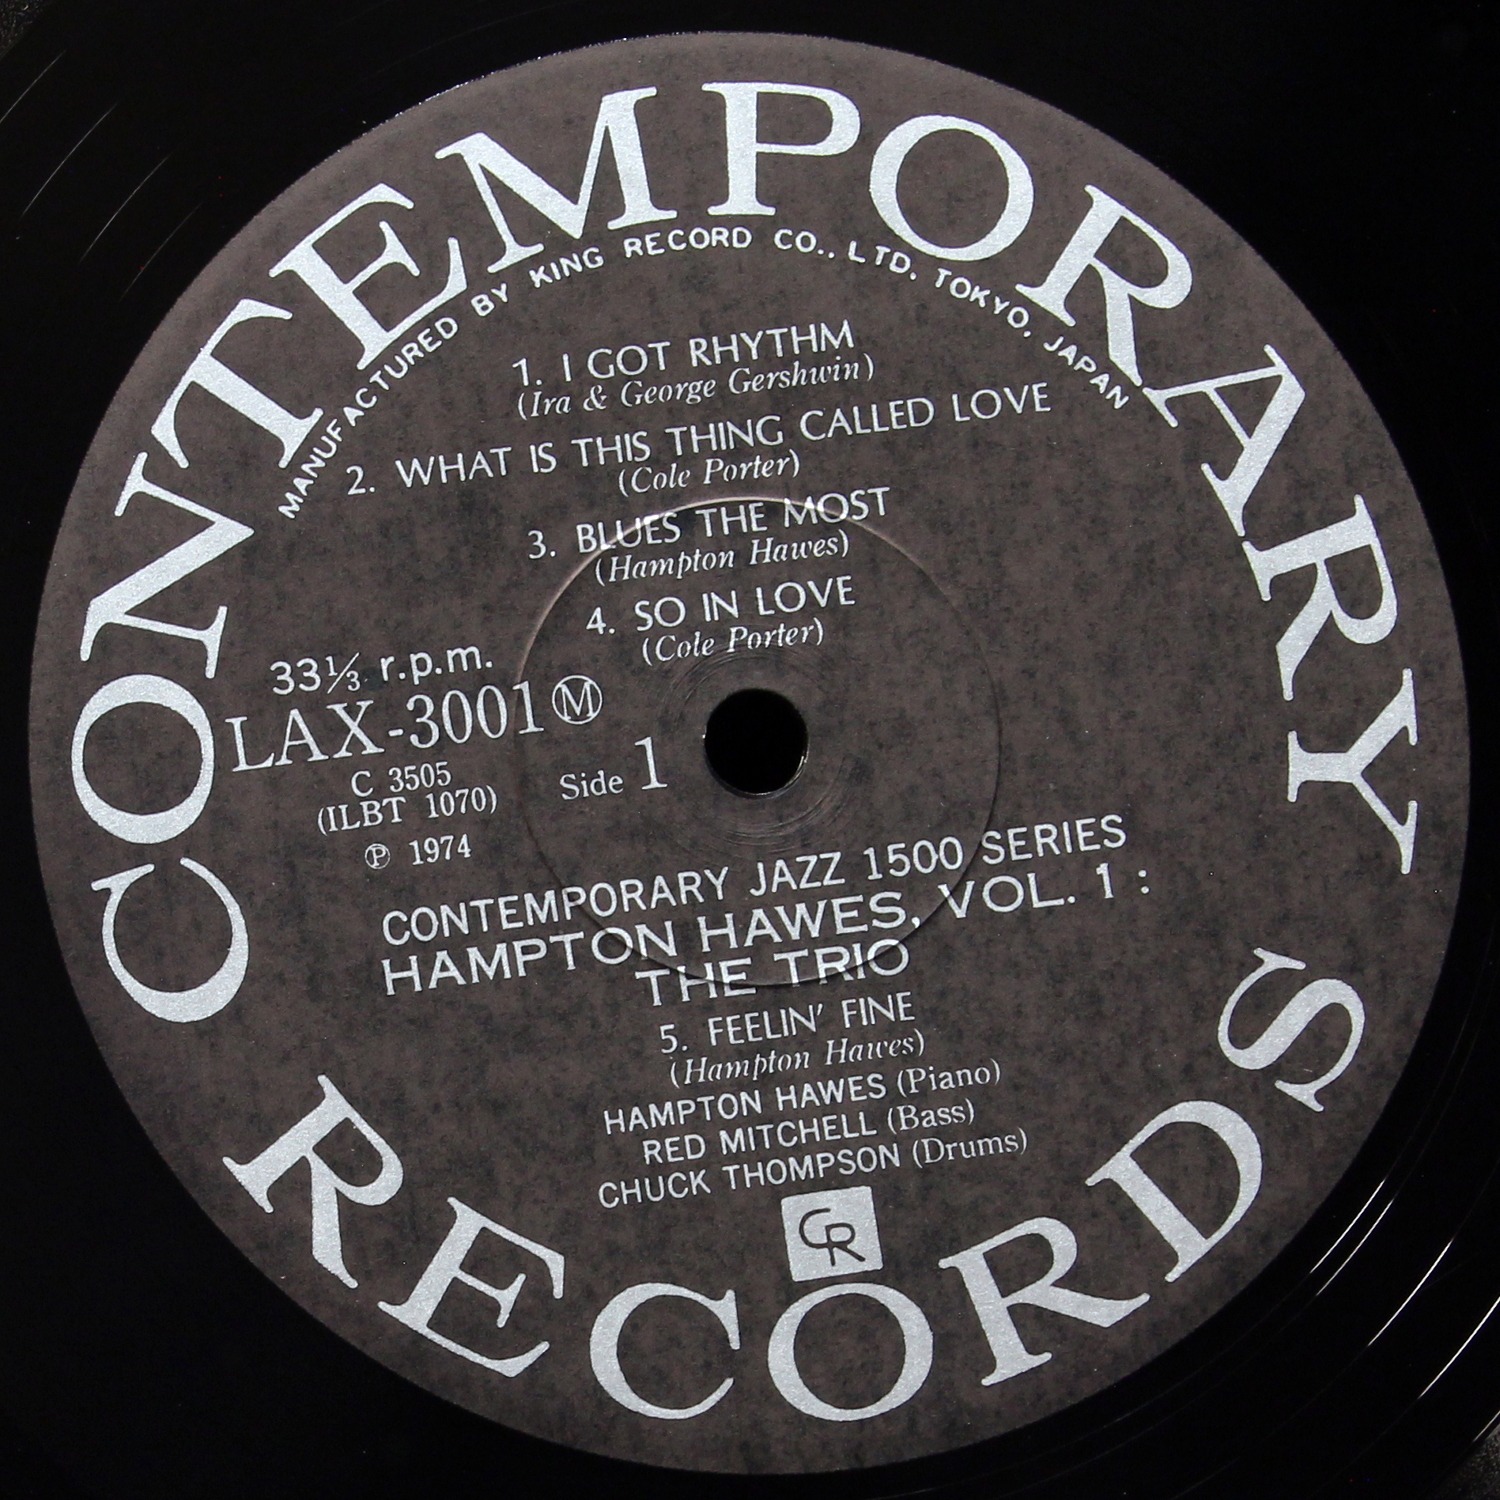 CONTEMPORARY RECORDS
MANUFACTURED BY KING RECORD CO., LTD. TOKYO, JAPAN
1. I GOT RHYTHM
(Ira & George Gershwin)
2. WHAT IS THIS THING CALLED LOVE
(Cole Porter)
3. BLUES THE MOST
(Hampton Hawes)
4. SO IN LOVE
(Cole Porter)
33⅓ r.p.m.
LAX-3001 Ⓜ
C 3505
(ILBT 1070)
Ⓟ 1974
Side 1
CONTEMPORARY JAZZ 1500 SERIES
HAMPTON HAWES, VOL. 1 :
THE TRIO
5. FEELIN' FINE
(Hampton Hawes)
HAMPTON HAWES (Piano)
RED MITCHELL (Bass)
CHUCK THOMPSON (Drums)
CR